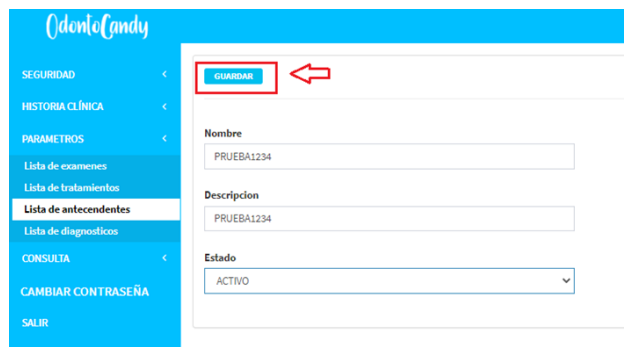 OdontoCandy
SEGURIDAD
HISTORIA CLÍNICA
PARAMETROS
Lista de examenes
Lista de tratamientos
Lista de antecendentes
Lista de diagnosticos
CONSULTA
CAMBIAR CONTRASEÑA
SALIR
GUARDAR
Nombre
PRUEBA1234
Descripcion
PRUEBA1234
Estado
ACTIVO